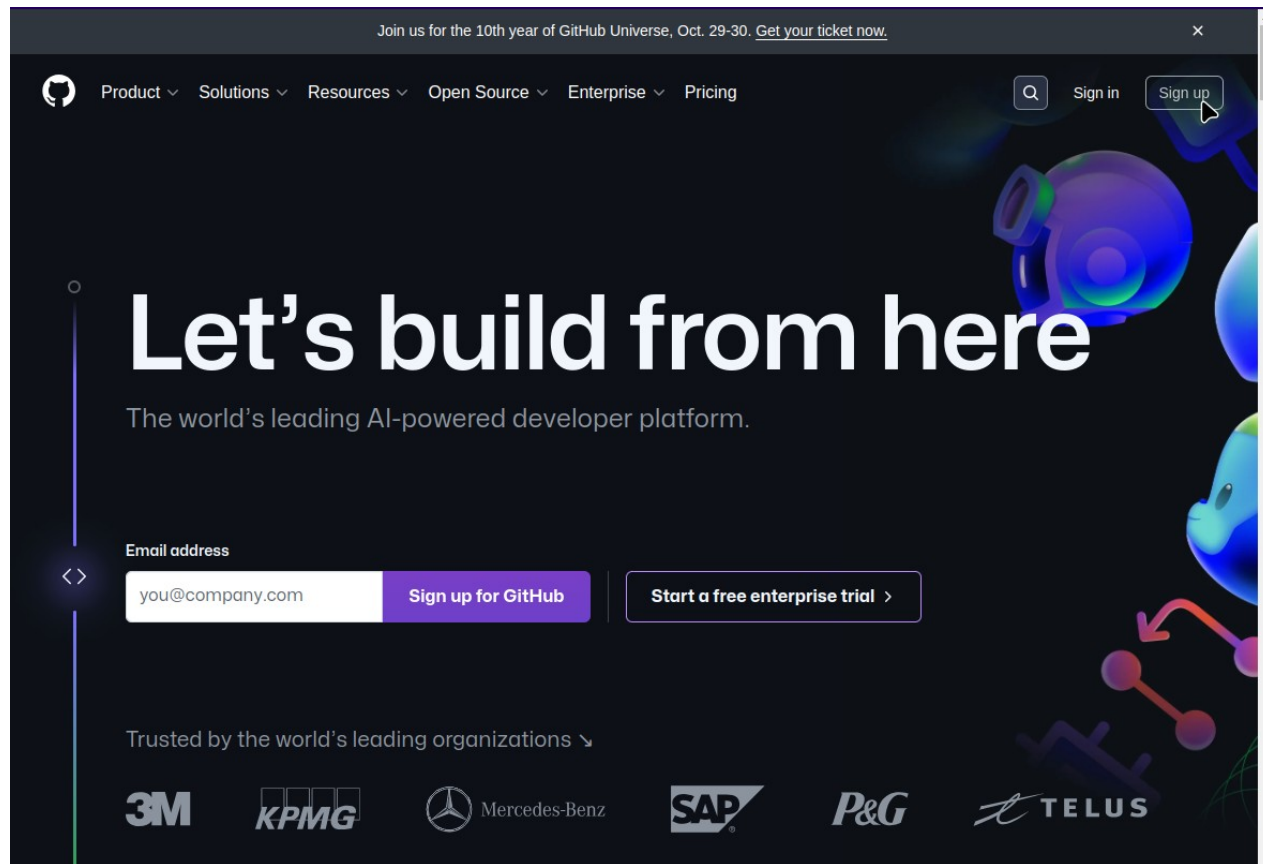 Join us for the 10th year of GitHub Universe, Oct. 29-30. Get your ticket now.
Product Solutions Resources Open Source Enterprise Pricing Sign in Sign up
Let’s build from here
The world’s leading AI-powered developer platform.
Email address
you@company.com Sign up for GitHub Start a free enterprise trial
Trusted by the world’s leading organizations ↘
3M KPMG Mercedes-Benz SAP P&G TELUS